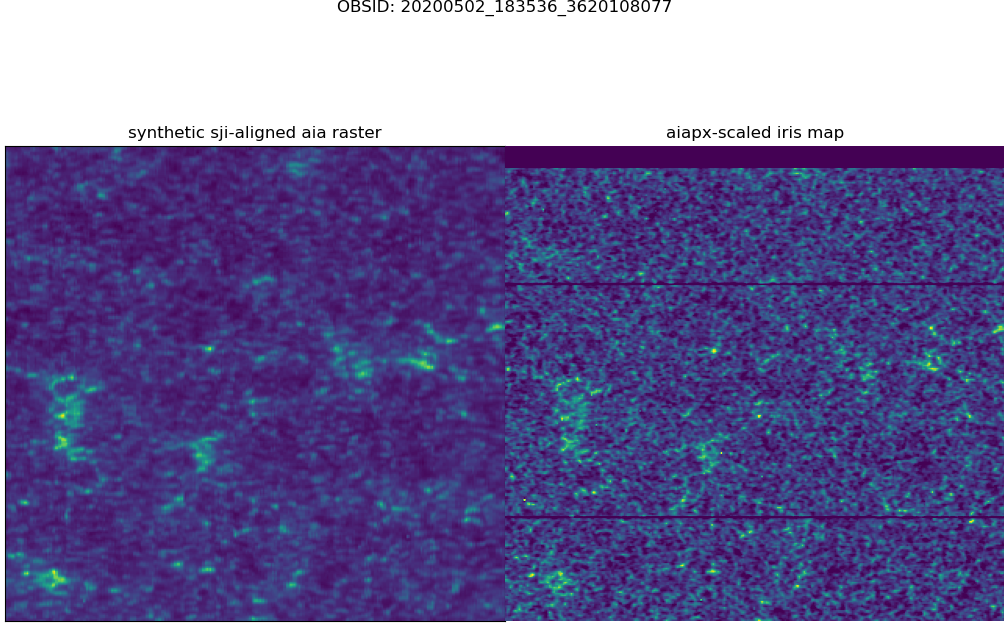 OBSID: 20200502_183536_3620108077
synthetic sji-aligned aia raster
aiapx-scaled iris map